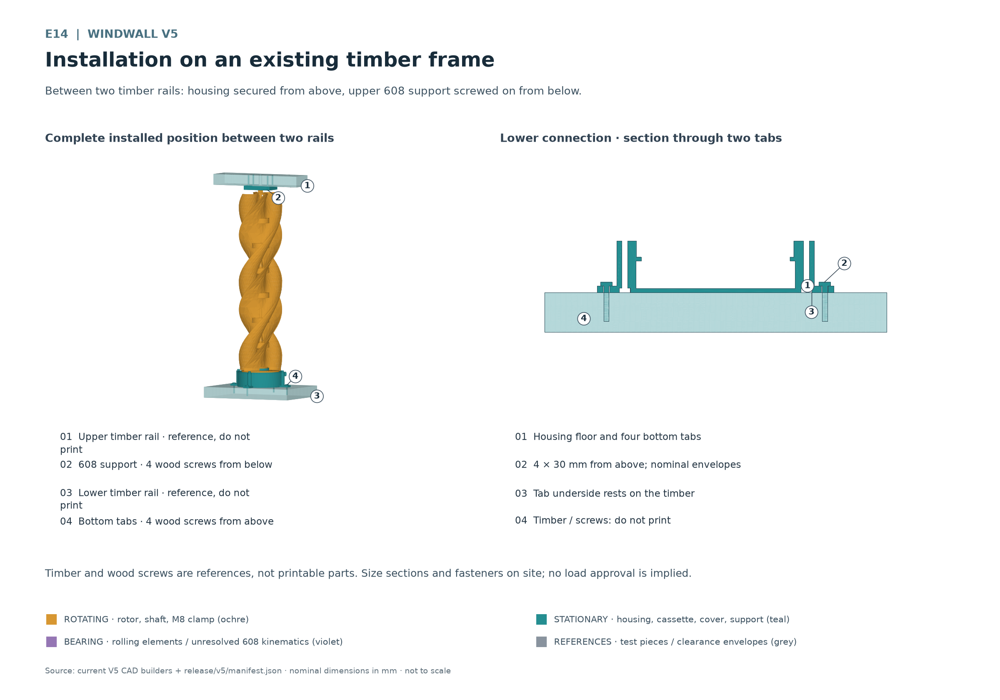 E14 | WINDWALL V5
Installation on an existing timber frame
Between two timber rails: housing secured from above, upper 608 support screwed on from below.
Complete installed position between two rails
1
2
4
3
01 Upper timber rail · reference, do not
print
02 608 support · 4 wood screws from below
03 Lower timber rail · reference, do not
print
04 Bottom tabs · 4 wood screws from above
Lower connection · section through two tabs
2
1
3
4
01 Housing floor and four bottom tabs
02 4 × 30 mm from above; nominal envelopes
03 Tab underside rests on the timber
04 Timber / screws: do not print
Timber and wood screws are references, not printable parts. Size sections and fasteners on site; no load approval is implied.
ROTATING · rotor, shaft, M8 clamp (ochre)
STATIONARY · housing, cassette, cover, support (teal)
BEARING · rolling elements / unresolved 608 kinematics (violet)
REFERENCES · test pieces / clearance envelopes (grey)
Source: current V5 CAD builders + release/v5/manifest.json · nominal dimensions in mm · not to scale